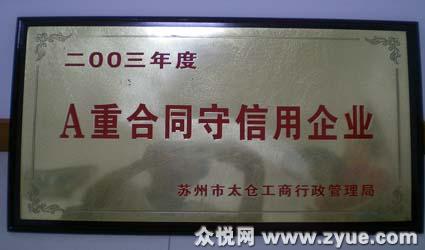 二00三年度
A重合同守信用企业
苏州市太仓工商行政管理局
众悦网 www.zyue.com